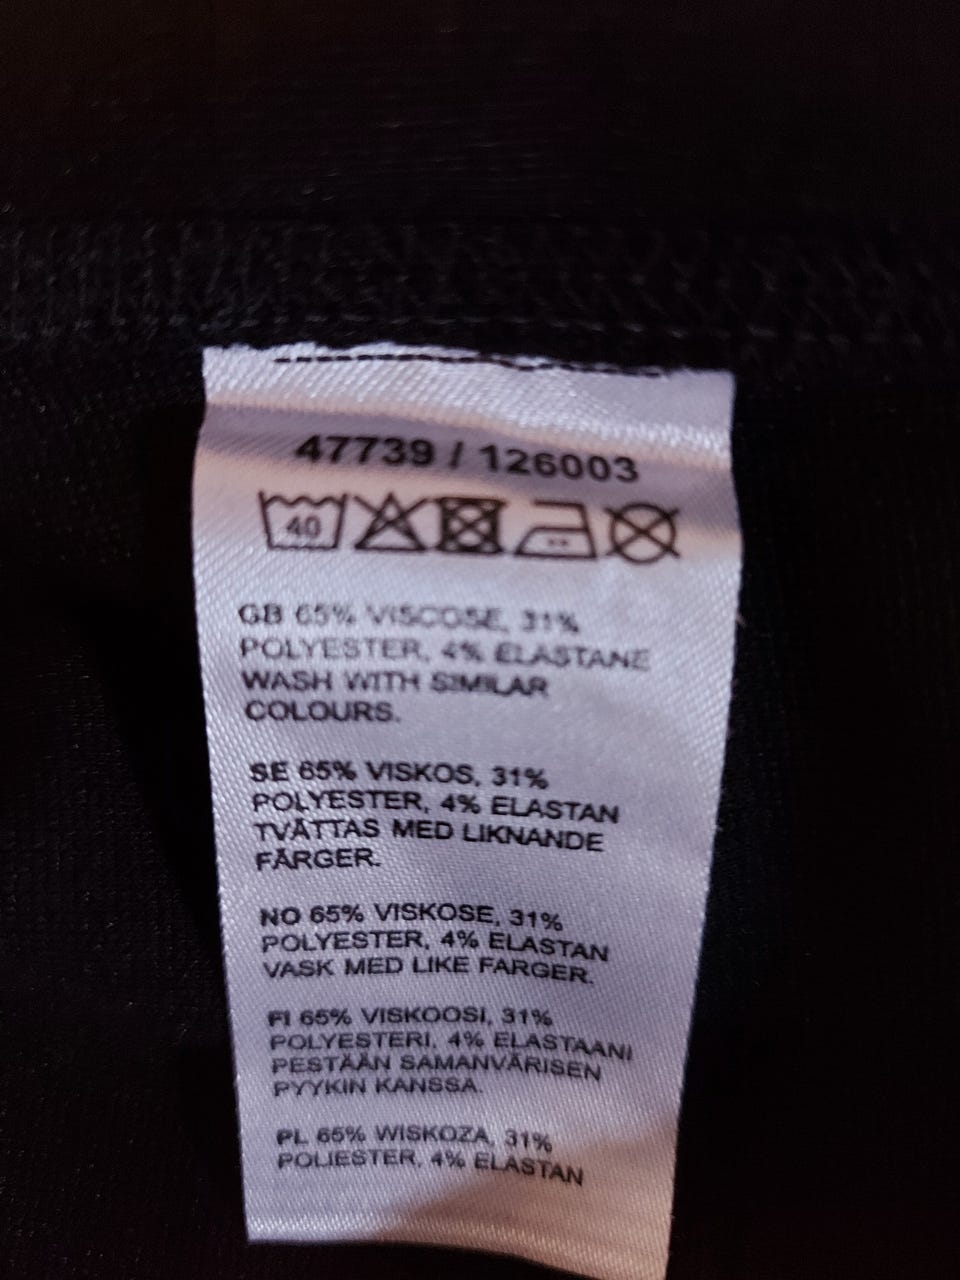 47739 / 126003
40
GB 65% VISCOSE, 31%
POLYESTER, 4% ELASTANE
WASH WITH SIMILAR
COLOURS.
SE 65% VISKOS, 31%
POLYESTER, 4% ELASTAN
TVÄTTAS MED LIKNANDE
FÄRGER.
NO 65% VISKOSE, 31%
POLYESTER, 4% ELASTAN
VASK MED LIKE FARGER.
FI 65% VISKOOSI, 31%
POLYESTERI, 4% ELASTAANI
PESTÄÄN SAMANVÄRISEN
PYYKIN KANSSA.
PL 65% WISKOZA, 31%
POLIESTER, 4% ELASTAN